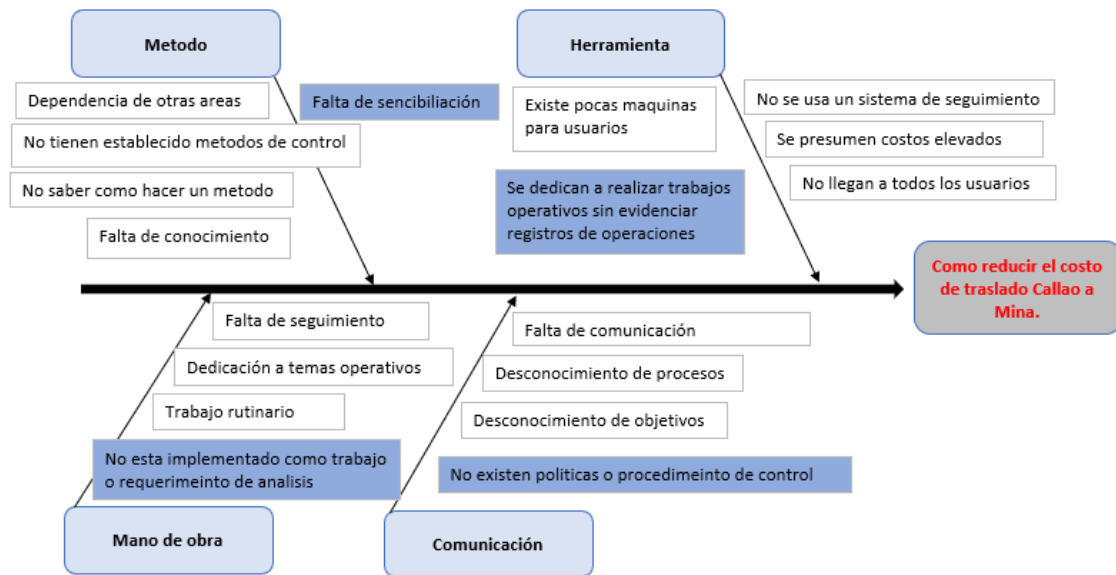 Metodo
Herramienta
Dependencia de otras areas
Falta de sencibiliación
No tienen establecido metodos de control
No saber como hacer un metodo
Falta de conocimiento
Existe pocas maquinas
para usuarios
No se usa un sistema de seguimiento
Se presumen costos elevados
No llegan a todos los usuarios
Se dedican a realizar trabajos
operativos sin evidenciar
registros de operaciones
Como reducir el costo
de traslado Callao a
Mina.
Falta de seguimiento
Dedicación a temas operativos
Trabajo rutinario
No esta implementado como trabajo
o requerimeinto de analisis
Falta de comunicación
Desconocimiento de procesos
Desconocimiento de objetivos
No existen politicas o procedimeinto de control
Mano de obra
Comunicación